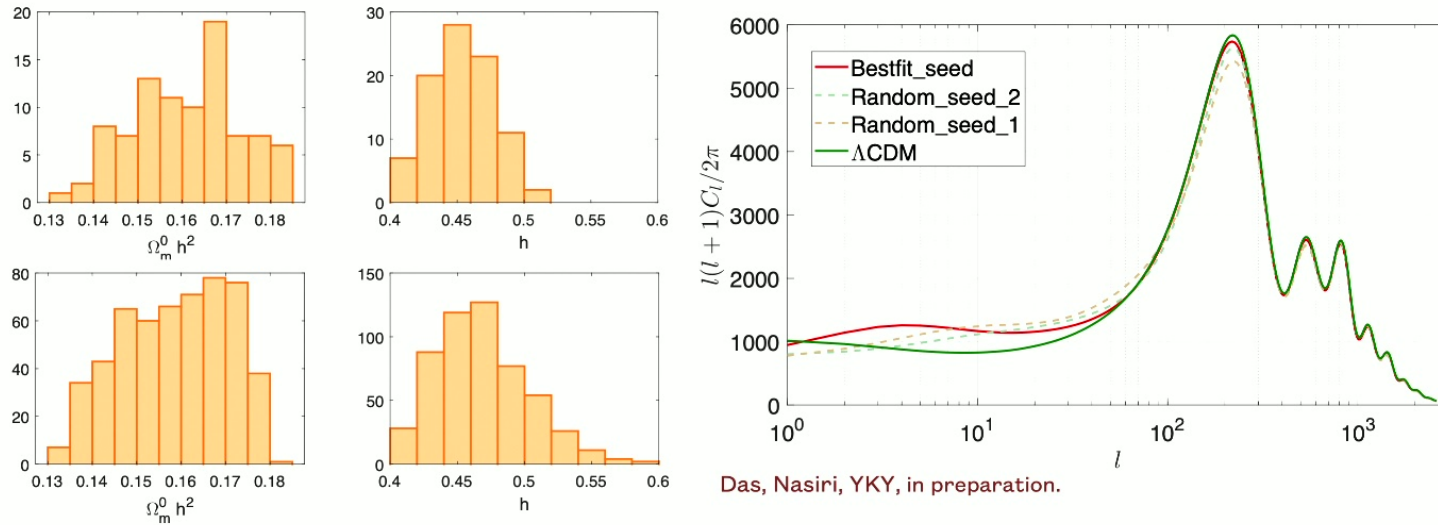 20
15
10
5
0
0.13 0.14 0.15 0.16 0.17 0.18
Ω⁰ₘ h²
30
20
10
0
0.4 0.45 0.5 0.55 0.6
h
80
60
40
20
0
0.13 0.14 0.15 0.16 0.17 0.18
Ω⁰ₘ h²
150
100
50
0
0.4 0.45 0.5 0.55 0.6
h
6000
5000
4000
3000
2000
1000
0
l(l + 1)Cₗ/2π
Bestfit_seed
Random_seed_2
Random_seed_1
ΛCDM
10⁰ 10¹ 10² 10³
l
Das, Nasiri, YKY, in preparation.